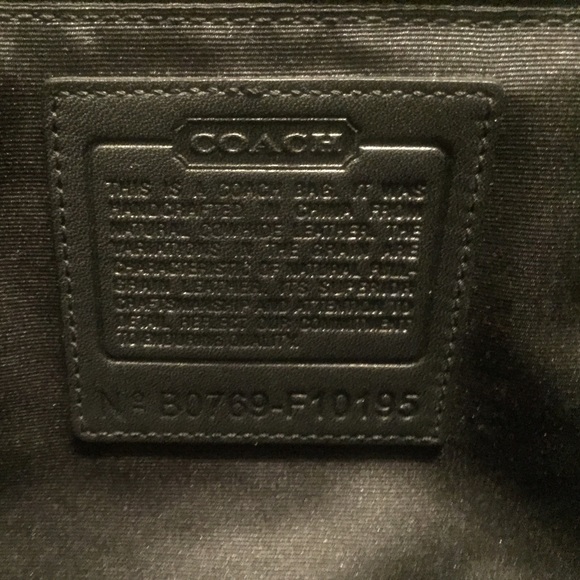 COACH
THIS IS A COACH BAG. IT WAS
HANDCRAFTED IN CHINA FROM
NATURAL COWHIDE LEATHER. THE
VARIATIONS IN THE GRAIN ARE
CHARACTERISTIC OF NATURAL FULL-
GRAIN LEATHER. ITS SUPERIOR
CRAFTSMANSHIP AND ATTENTION TO
DETAIL REFLECT OUR COMMITMENT
TO ENDURING QUALITY.
Nº B0769-F10195